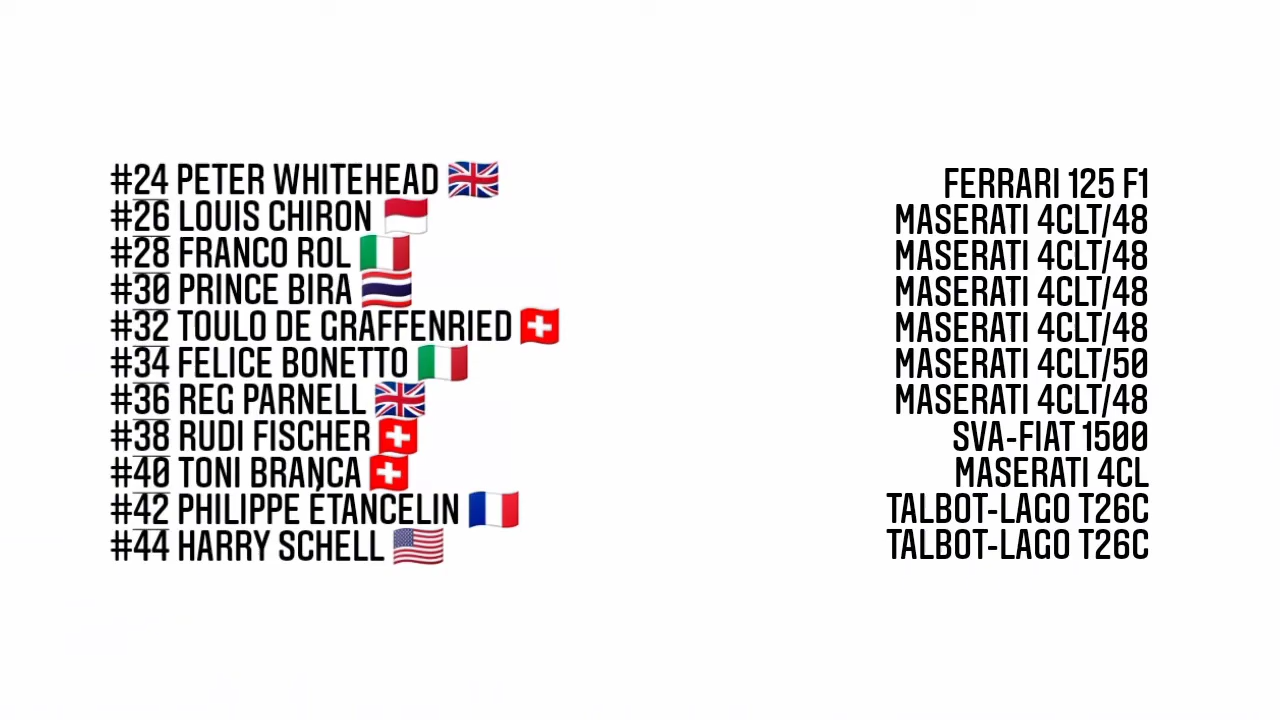 #24 PETER WHITEHEAD 🇬🇧 FERRARI 125 F1
#26 LOUIS CHIRON 🇲🇨 MASERATI 4CLT/48
#28 FRANCO ROL 🇮🇹 MASERATI 4CLT/48
#30 PRINCE BIRA 🇹🇭 MASERATI 4CLT/48
#32 TOULO DE GRAFFENRIED 🇨🇭 MASERATI 4CLT/48
#34 FELICE BONETTO 🇮🇹 MASERATI 4CLT/50
#36 REG PARNELL 🇬🇧 MASERATI 4CLT/48
#38 RUDI FISCHER 🇨🇭 SVA-FIAT 1500
#40 TONI BRANCA 🇨🇭 MASERATI 4CL
#42 PHILIPPE ÉTANCELIN 🇫🇷 TALBOT-LAGO T26C
#44 HARRY SCHELL 🇺🇸 TALBOT-LAGO T26C